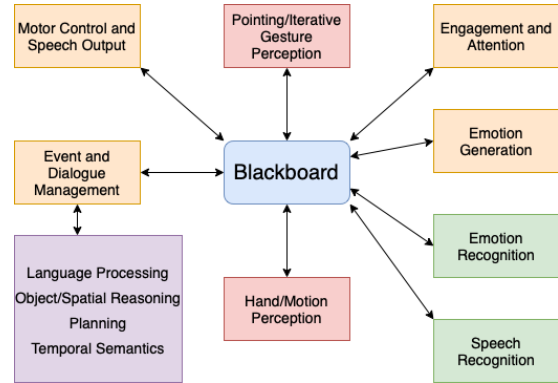 Motor Control and
Speech Output
Pointing/Iterative
Gesture
Perception
Engagement and
Attention
Event and
Dialogue
Management
Blackboard
Emotion
Generation
Language Processing
Object/Spatial Reasoning
Planning
Temporal Semantics
Hand/Motion
Perception
Emotion
Recognition
Speech
Recognition